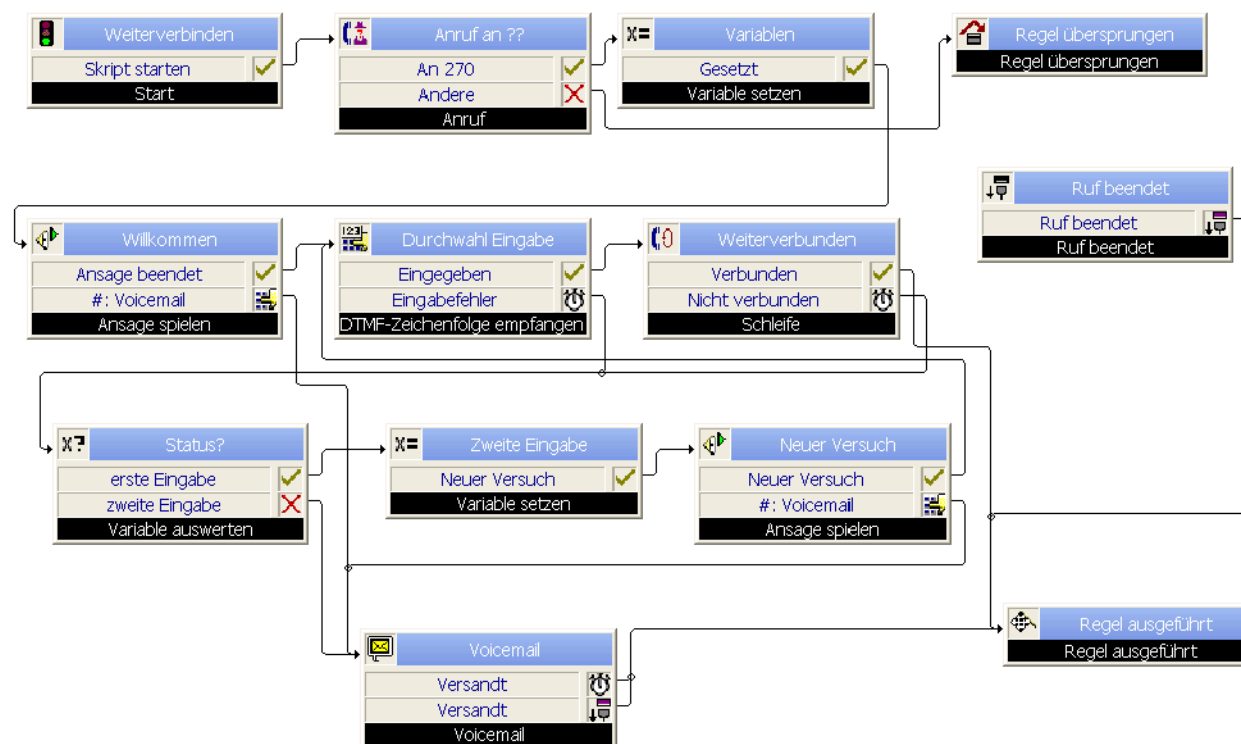 Weiterverbinden
Skript starten
Start
Anruf an ??
An 270
Andere
Anruf
x=
Variablen
Gesetzt
Variable setzen
Regel übersprungen
Regel übersprungen
Ruf beendet
Ruf beendet
Ruf beendet
Willkommen
Ansage beendet
#: Voicemail
Ansage spielen
123
Durchwahl Eingabe
Eingegeben
Eingabefehler
DTMF-Zeichenfolge empfangen
Weiterverbunden
Verbunden
Nicht verbunden
Schleife
x?
Status?
erste Eingabe
zweite Eingabe
Variable auswerten
x=
Zweite Eingabe
Neuer Versuch
Variable setzen
Neuer Versuch
Neuer Versuch
#: Voicemail
Ansage spielen
Voicemail
Versandt
Versandt
Voicemail
Regel ausgeführt
Regel ausgeführt